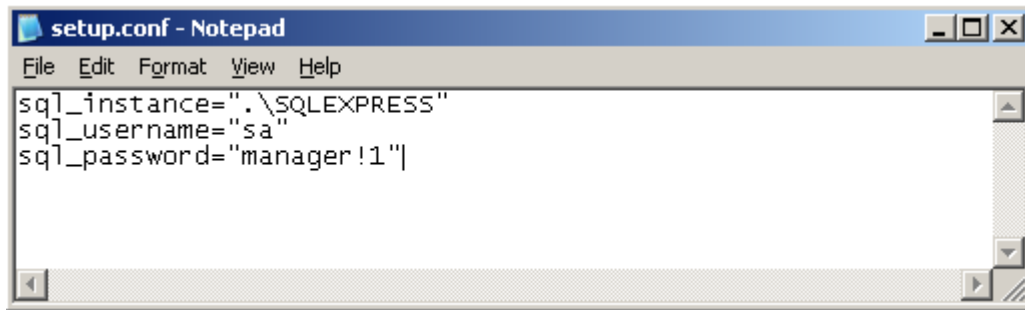 setup.conf - Notepad
File Edit Format View Help
sql_instance=".\SQLEXPRESS"
sql_username="sa"
sql_password="manager!1"